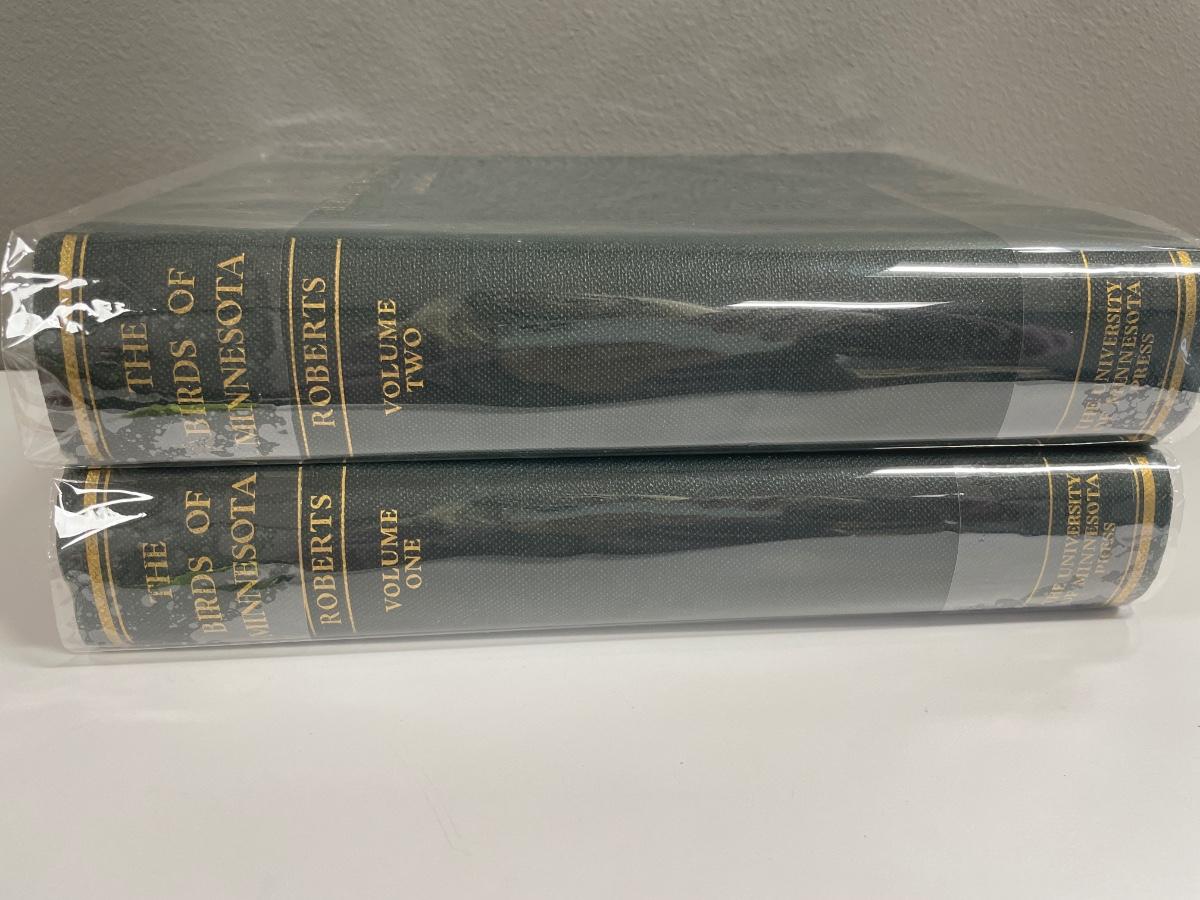 THE
BIRDS OF
MINNESOTA
ROBERTS
VOLUME
TWO
THE UNIVERSITY
OF MINNESOTA
PRESS
THE
BIRDS OF
MINNESOTA
ROBERTS
VOLUME
ONE
THE UNIVERSITY
OF MINNESOTA
PRESS